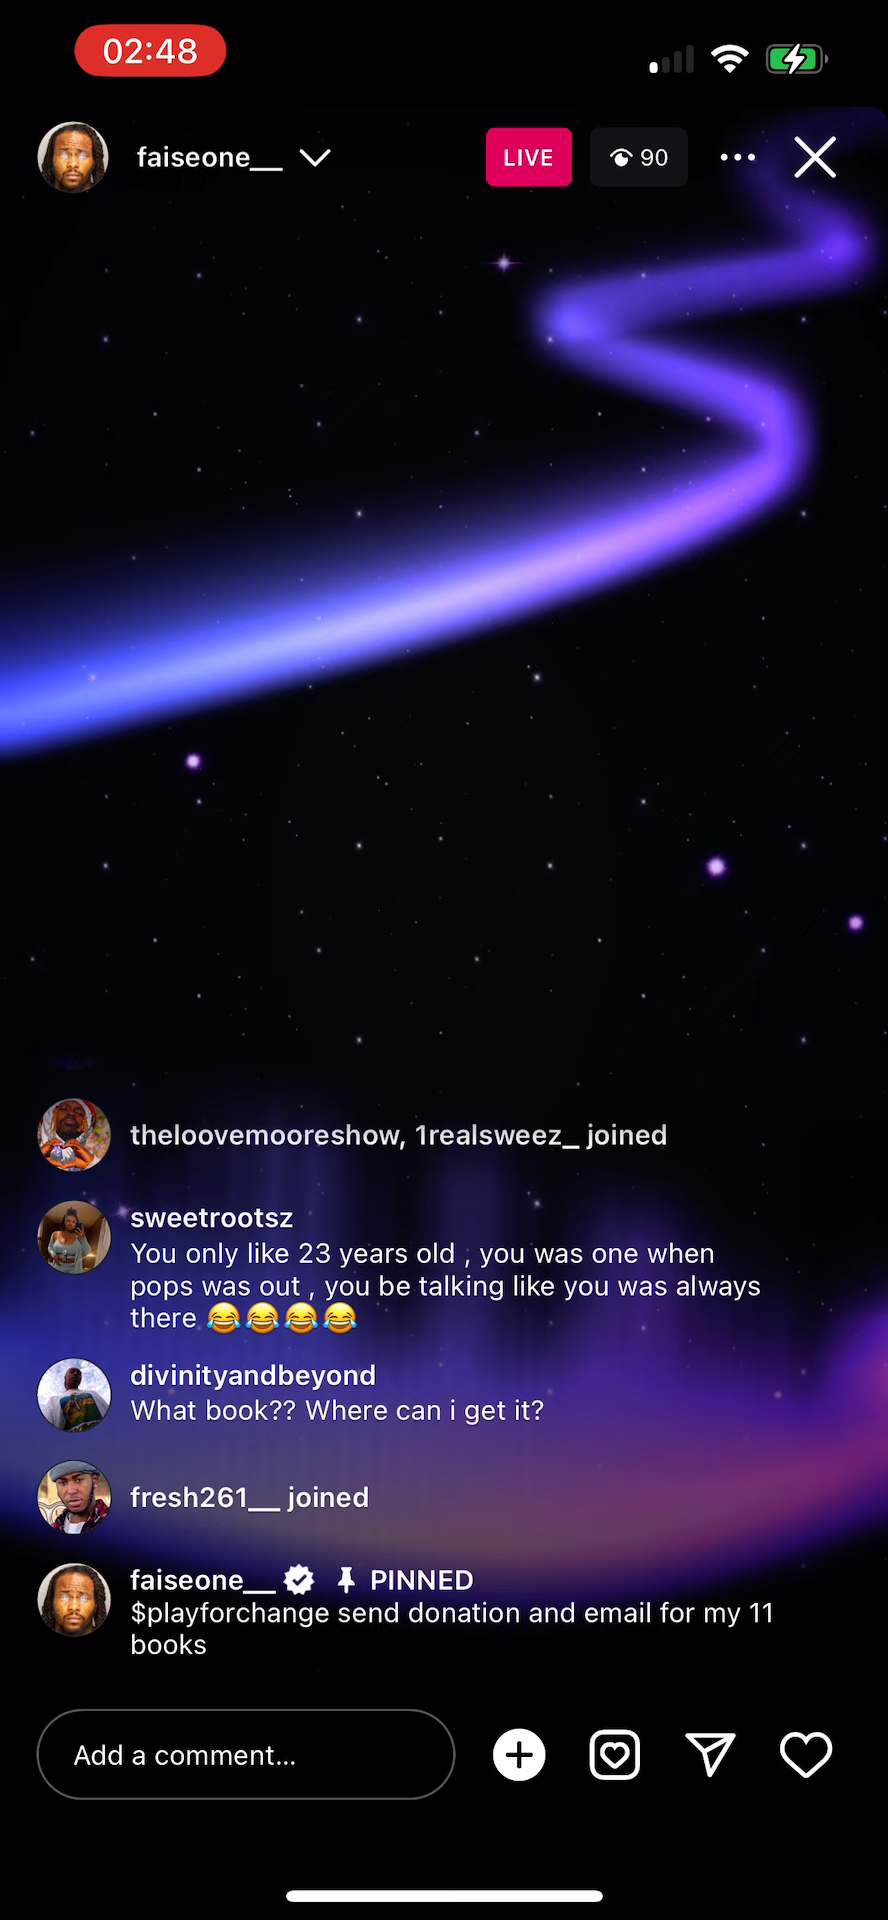 02:48
faiseone__
LIVE
90
theloovemooreshow, 1realsweez_ joined
sweetrootsz
You only like 23 years old , you was one when
pops was out , you be talking like you was always
there 😂😂😂😂
divinityandbeyond
What book?? Where can i get it?
fresh261__ joined
faiseone__ PINNED
$playforchange send donation and email for my 11
books
Add a comment...